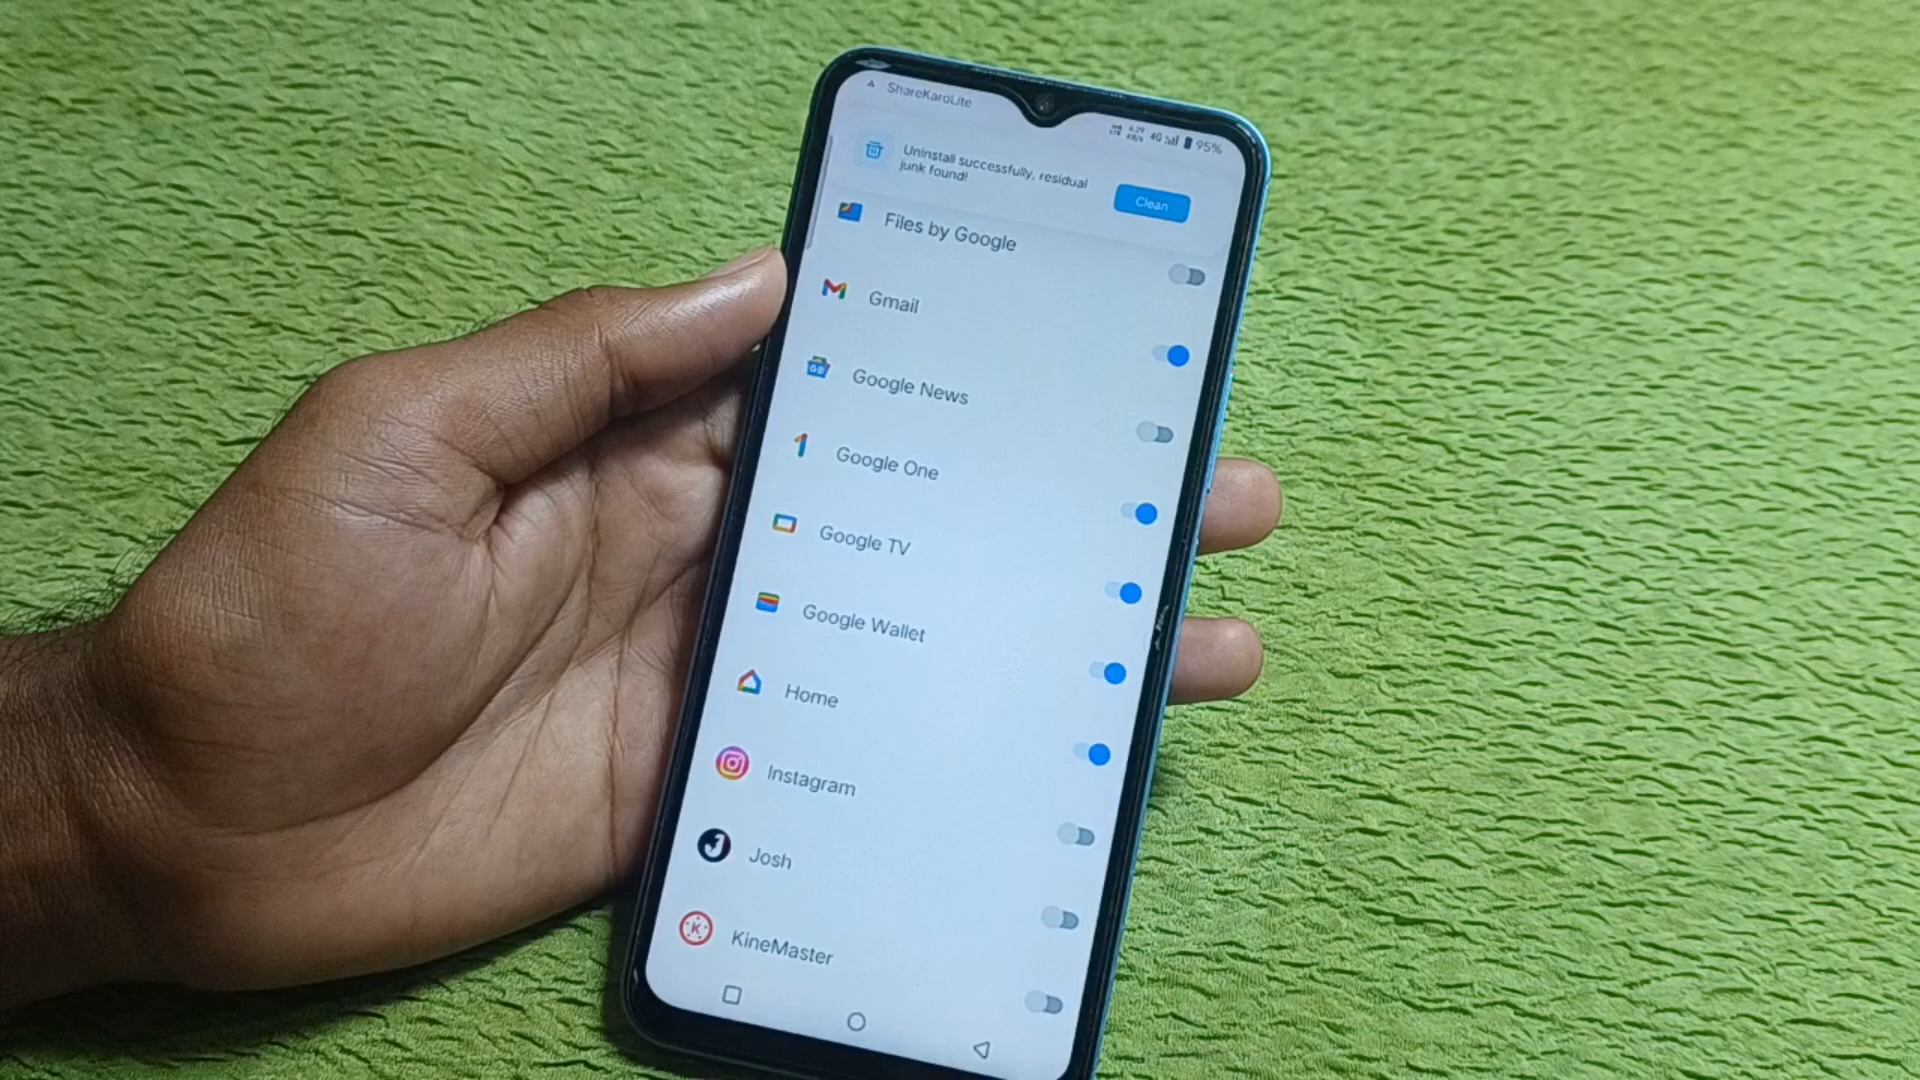 ShareKaroLite
4G 95%
Uninstall successfully, residual
junk found!
Clean
Files by Google
Gmail
Google News
Google One
Google TV
Google Wallet
Home
Instagram
Josh
KineMaster